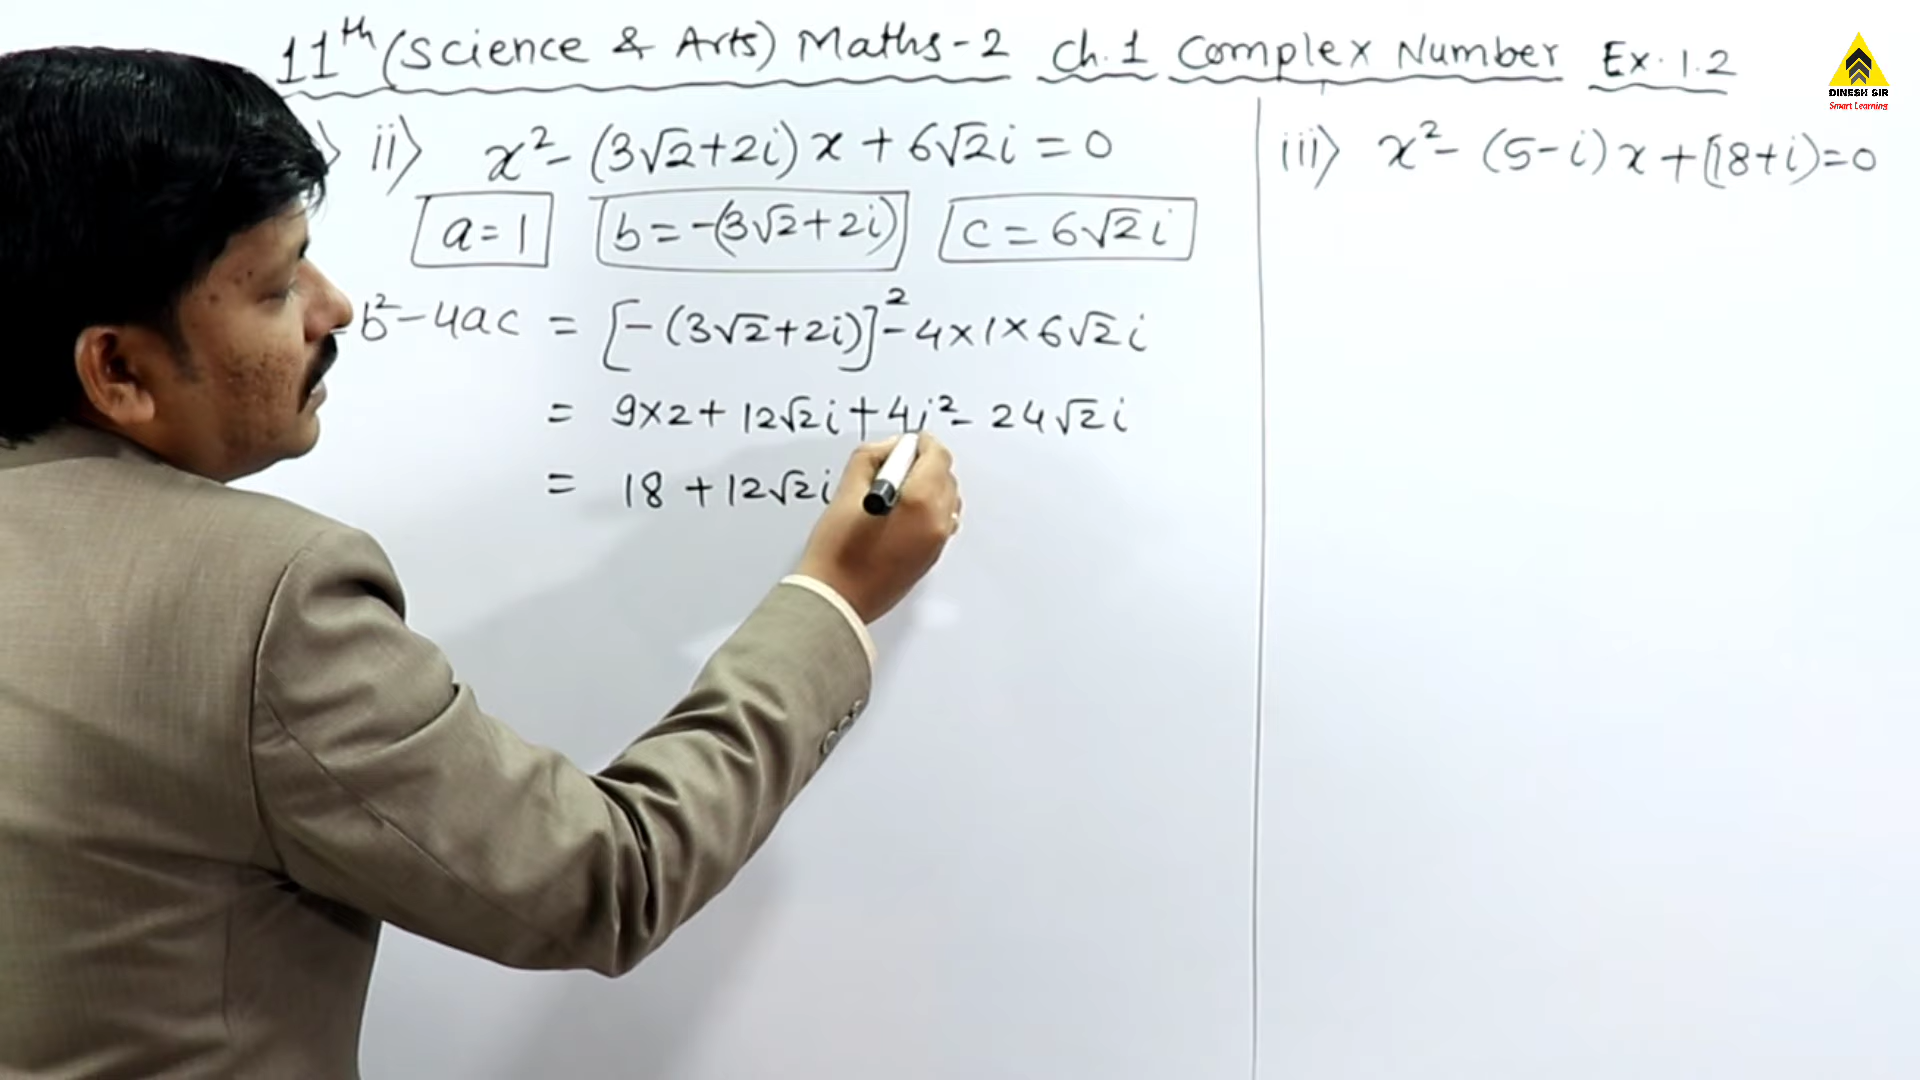 11th (Science & Arts) Maths-2 Ch.1 Complex Number Ex.1.2
DINESH SIR
Smart Learning
ii) x² - (3√2+2i)x + 6√2i = 0
a = 1 b = -(3√2+2i) c = 6√2i
b² - 4ac = [-(3√2+2i)]² - 4×1×6√2i
= 9×2 + 12√2i + 4i² - 24√2i
= 18 + 12√2i
iii) x² - (5-i)x + (18+i) = 0